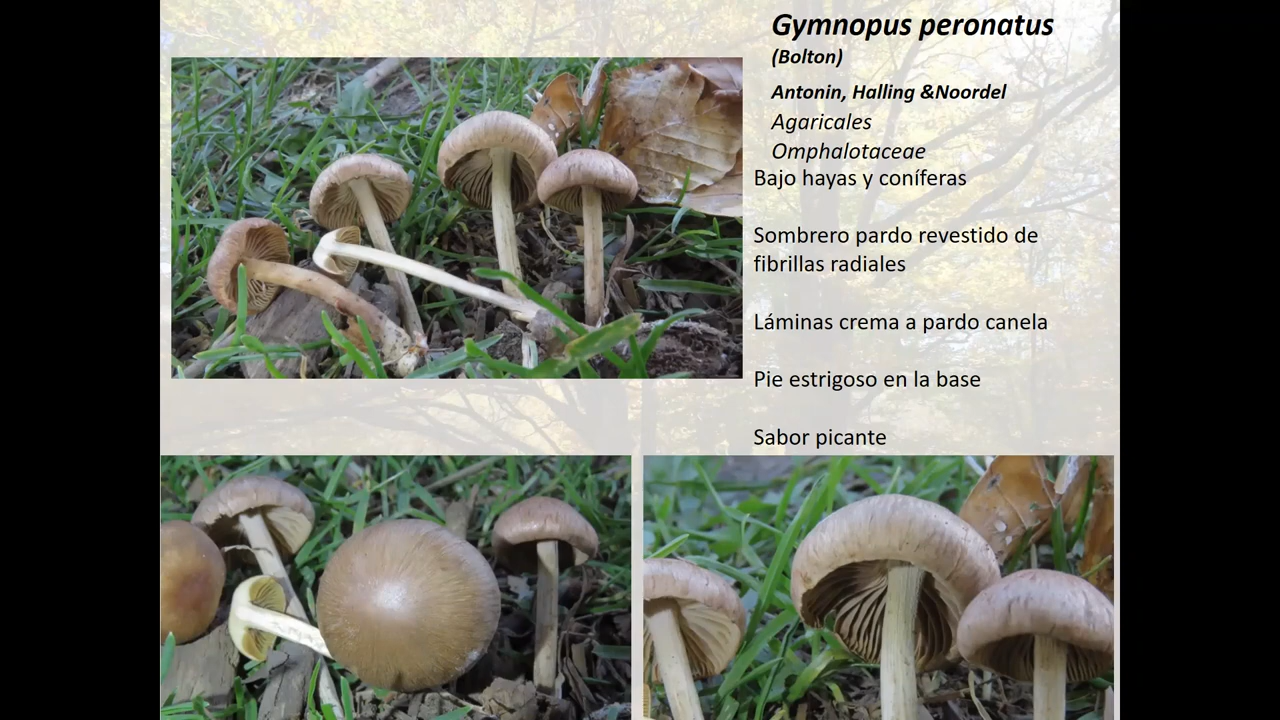 Gymnopus peronatus
(Bolton)
Antonin, Halling &Noordel
Agaricales
Omphalotaceae
Bajo hayas y coníferas
Sombrero pardo revestido de
fibrillas radiales
Láminas crema a pardo canela
Pie estrigoso en la base
Sabor picante